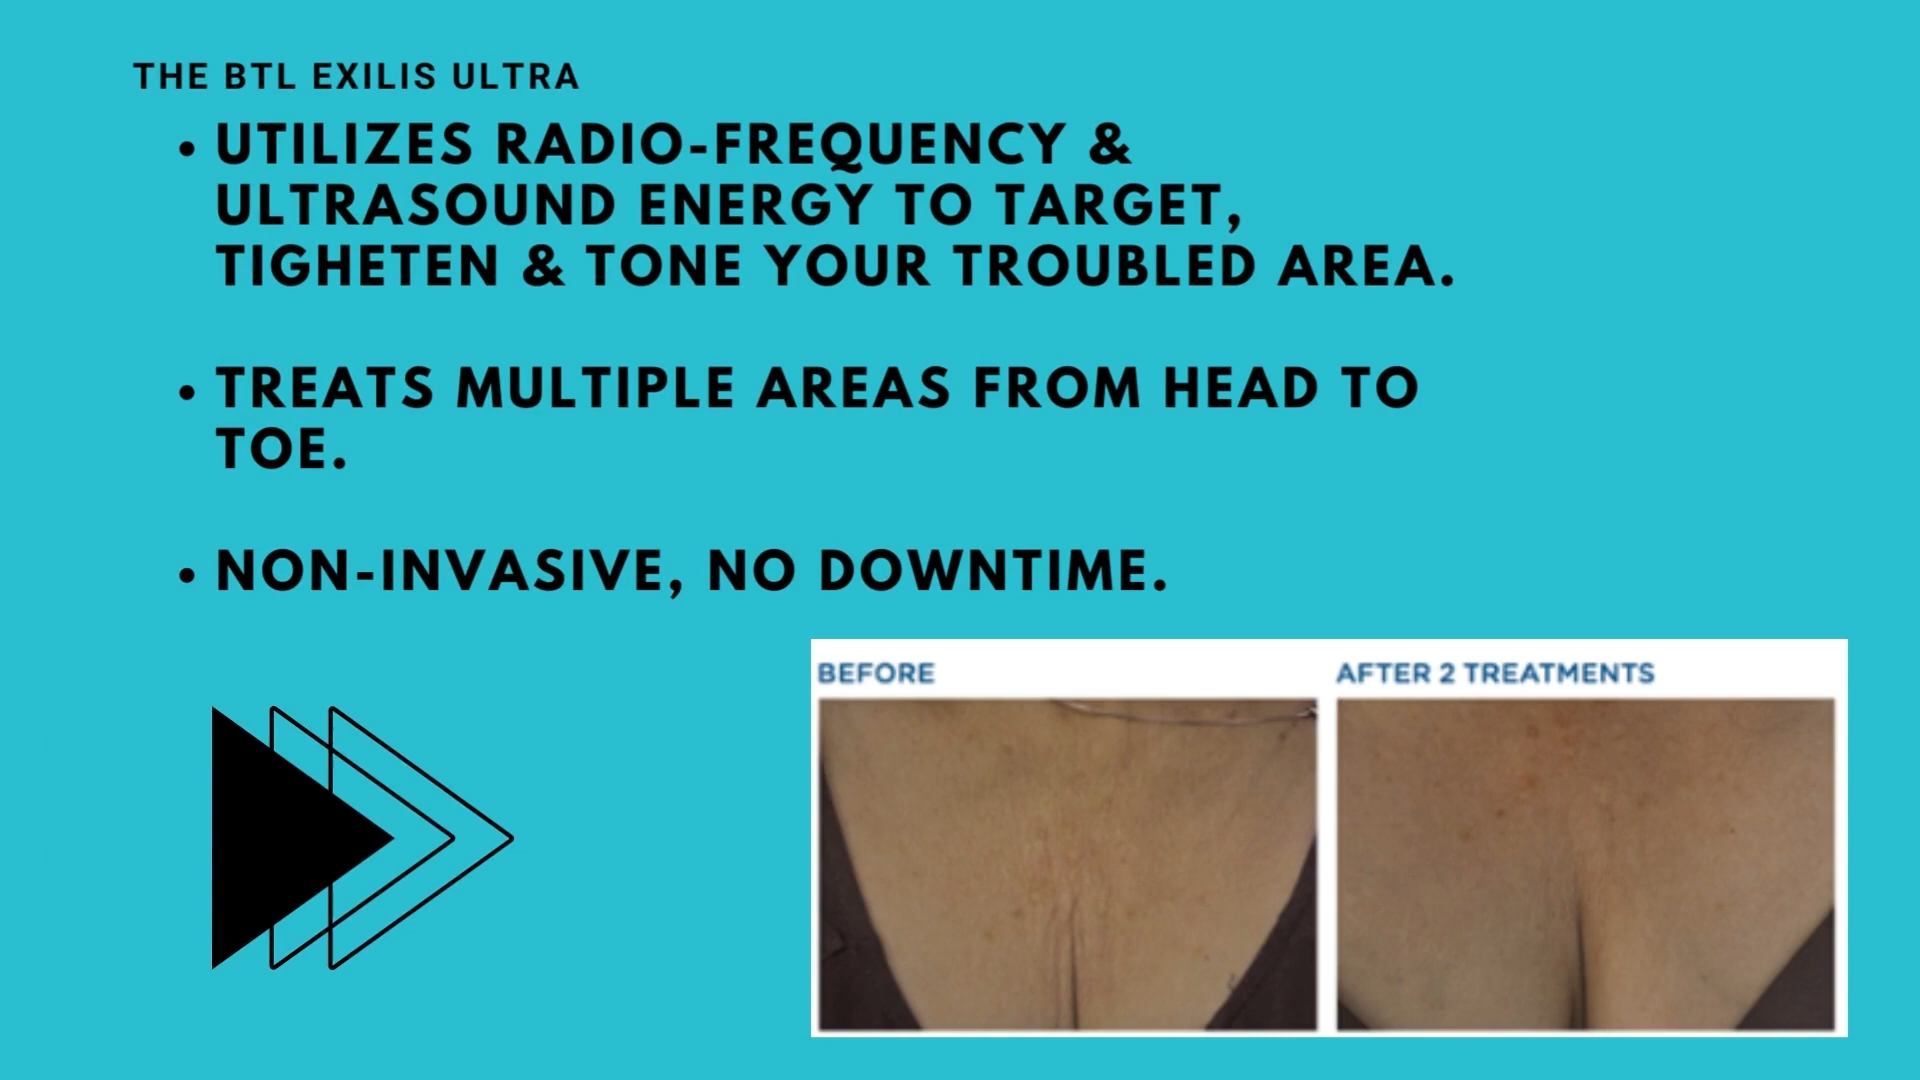 THE BTL EXILIS ULTRA
• UTILIZES RADIO-FREQUENCY &
ULTRASOUND ENERGY TO TARGET,
TIGHETEN & TONE YOUR TROUBLED AREA.
• TREATS MULTIPLE AREAS FROM HEAD TO
TOE.
• NON-INVASIVE, NO DOWNTIME.
BEFORE
AFTER 2 TREATMENTS